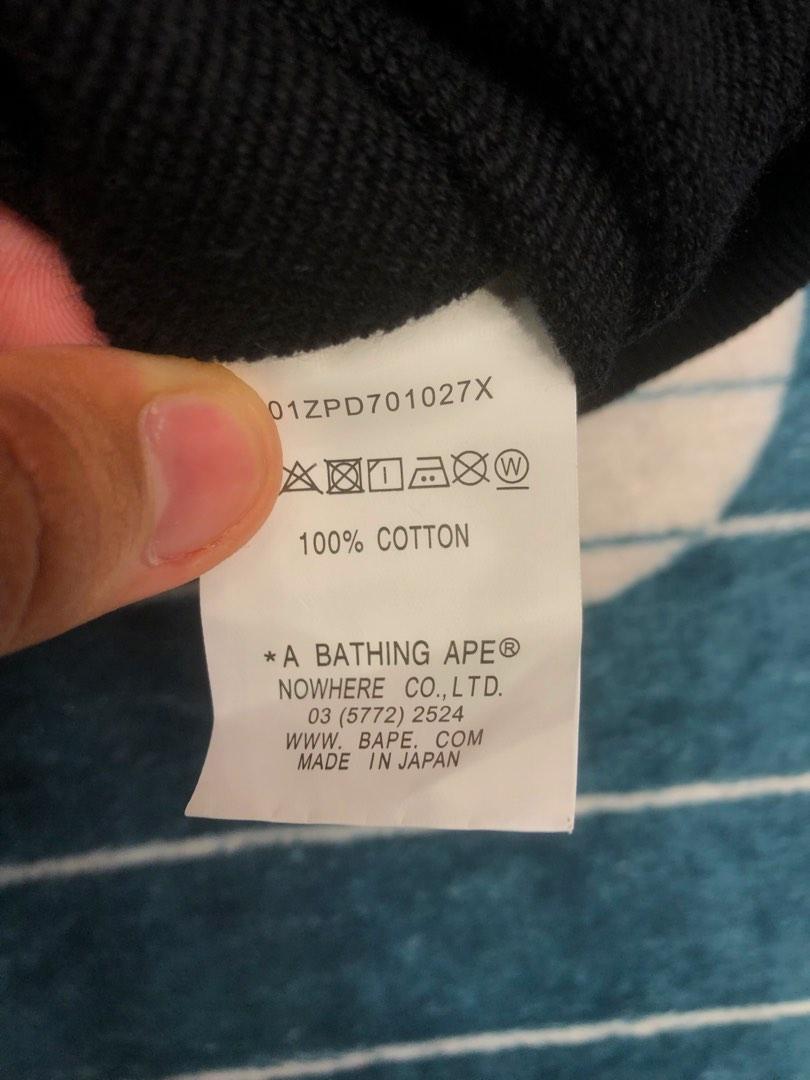 01ZPD701027X
W
100% COTTON
*A BATHING APE®
NOWHERE CO.,LTD.
03 (5772) 2524
WWW. BAPE. COM
MADE IN JAPAN